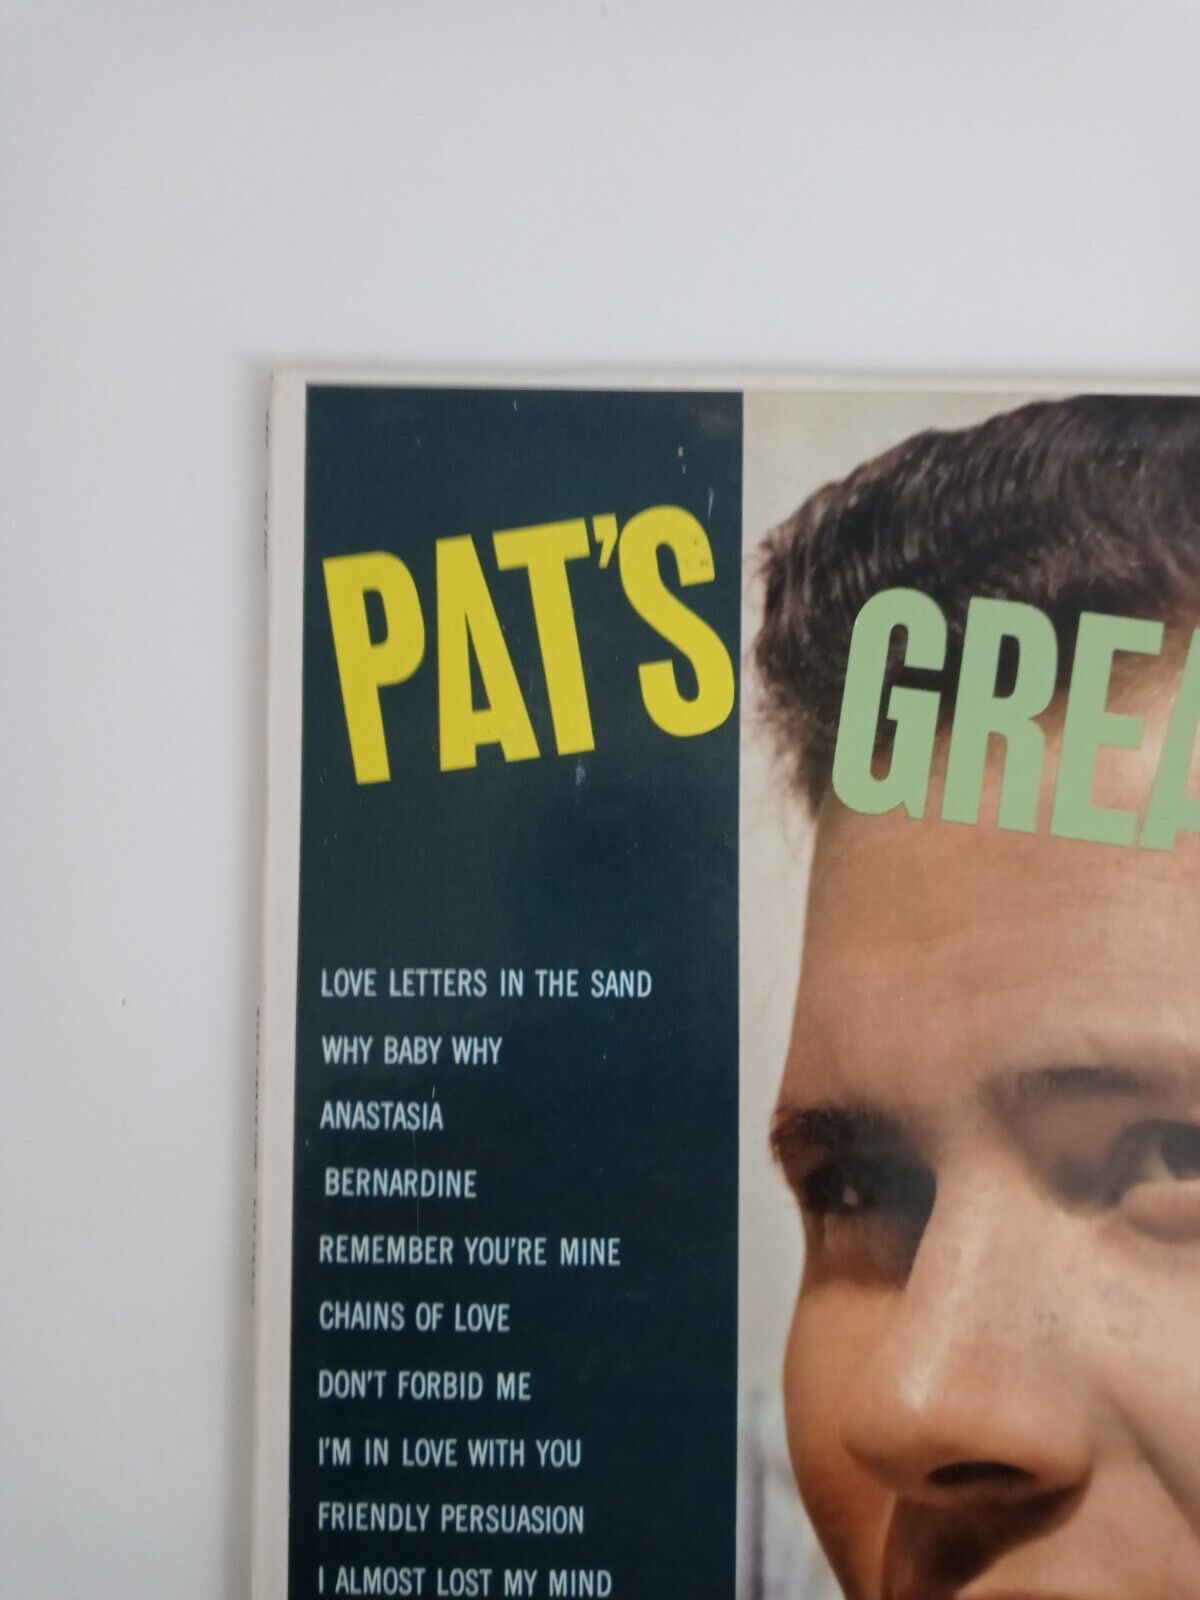 PAT'S
GREA
LOVE LETTERS IN THE SAND
WHY BABY WHY
ANASTASIA
BERNARDINE
REMEMBER YOU'RE MINE
CHAINS OF LOVE
DON'T FORBID ME
I'M IN LOVE WITH YOU
FRIENDLY PERSUASION
I ALMOST LOST MY MIND